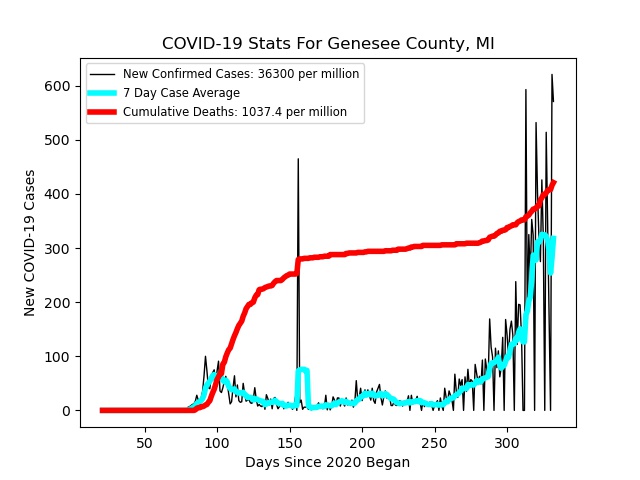 COVID-19 Stats For Genesee County, MI
New Confirmed Cases: 36300 per million
7 Day Case Average
Cumulative Deaths: 1037.4 per million
New COVID-19 Cases
600
500
400
300
200
100
0
50 100 150 200 250 300
Days Since 2020 Began